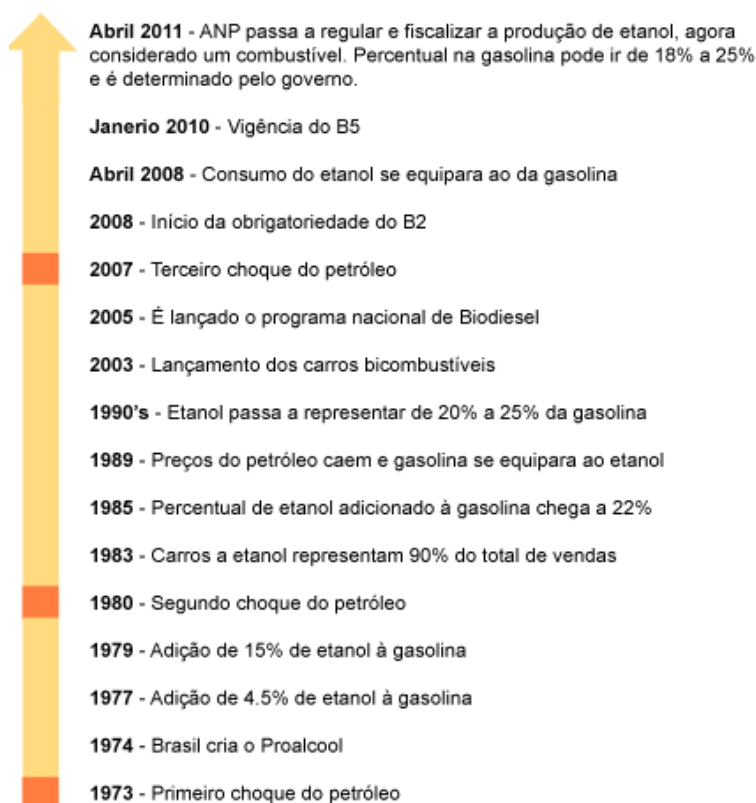 Abril 2011 - ANP passa a regular e fiscalizar a produção de etanol, agora
considerado um combustível. Percentual na gasolina pode ir de 18% a 25%
e é determinado pelo governo.
Janerio 2010 - Vigência do B5
Abril 2008 - Consumo do etanol se equipara ao da gasolina
2008 - Início da obrigatoriedade do B2
2007 - Terceiro choque do petróleo
2005 - É lançado o programa nacional de Biodiesel
2003 - Lançamento dos carros bicombustíveis
1990's - Etanol passa a representar de 20% a 25% da gasolina
1989 - Preços do petróleo caem e gasolina se equipara ao etanol
1985 - Percentual de etanol adicionado à gasolina chega a 22%
1983 - Carros a etanol representam 90% do total de vendas
1980 - Segundo choque do petróleo
1979 - Adição de 15% de etanol à gasolina
1977 - Adição de 4.5% de etanol à gasolina
1974 - Brasil cria o Proalcool
1973 - Primeiro choque do petróleo